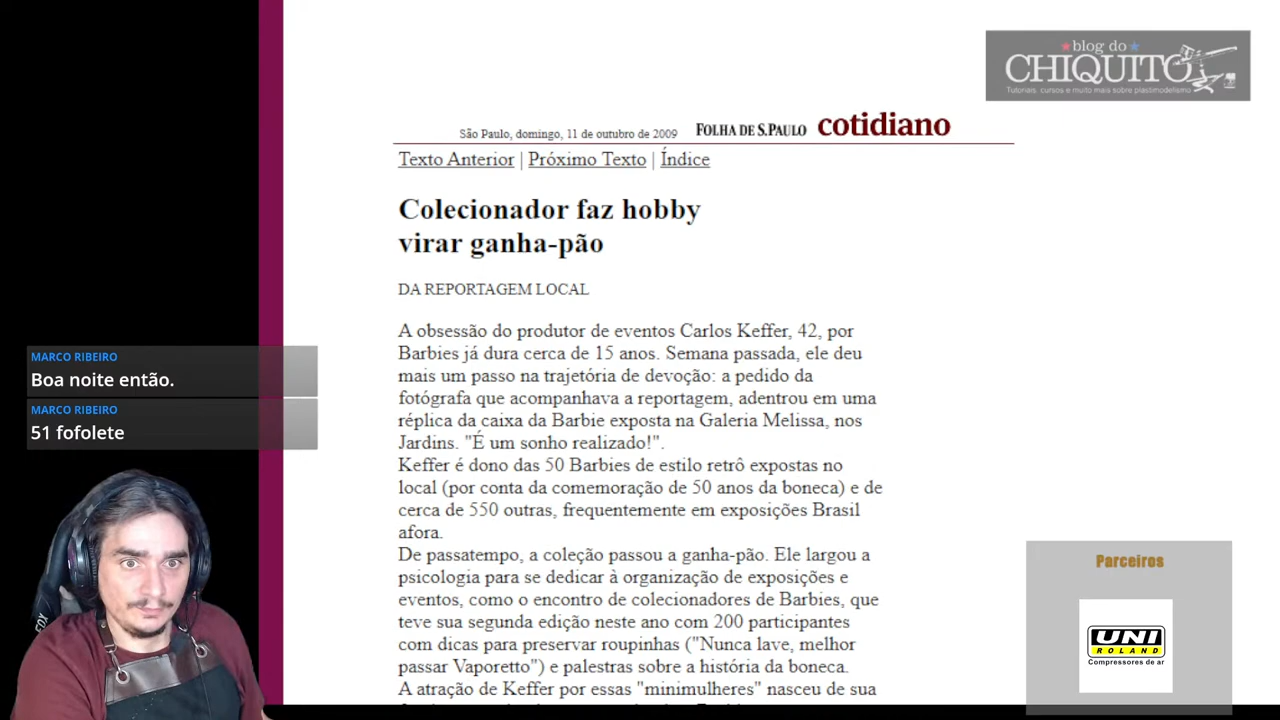 blog do
CHIQUITO
Tutoriais, cursos e muito mais sobre plastimodelismo
São Paulo, domingo, 11 de outubro de 2009 FOLHA DE S.PAULO cotidiano
Texto Anterior | Próximo Texto | Índice
Colecionador faz hobby
virar ganha-pão
DA REPORTAGEM LOCAL
A obsessão do produtor de eventos Carlos Keffer, 42, por
Barbies já dura cerca de 15 anos. Semana passada, ele deu
mais um passo na trajetória de devoção: a pedido da
fotógrafa que acompanhava a reportagem, adentrou em uma
réplica da caixa da Barbie exposta na Galeria Melissa, nos
Jardins. "É um sonho realizado!".
Keffer é dono das 50 Barbies de estilo retrô expostas no
local (por conta da comemoração de 50 anos da boneca) e de
cerca de 550 outras, frequentemente em exposições Brasil
afora.
De passatempo, a coleção passou a ganha-pão. Ele largou a
psicologia para se dedicar à organização de exposições e
eventos, como o encontro de colecionadores de Barbies, que
teve sua segunda edição neste ano com 200 participantes
com dicas para preservar roupinhas ("Nunca lave, melhor
passar Vaporetto") e palestras sobre a história da boneca.
A atração de Keffer por essas "minimulheres" nasceu de sua
MARCO RIBEIRO
Boa noite então.
MARCO RIBEIRO
51 fofolete
FOX
Parceiros
UNI
ROLAND
Compressores de ar